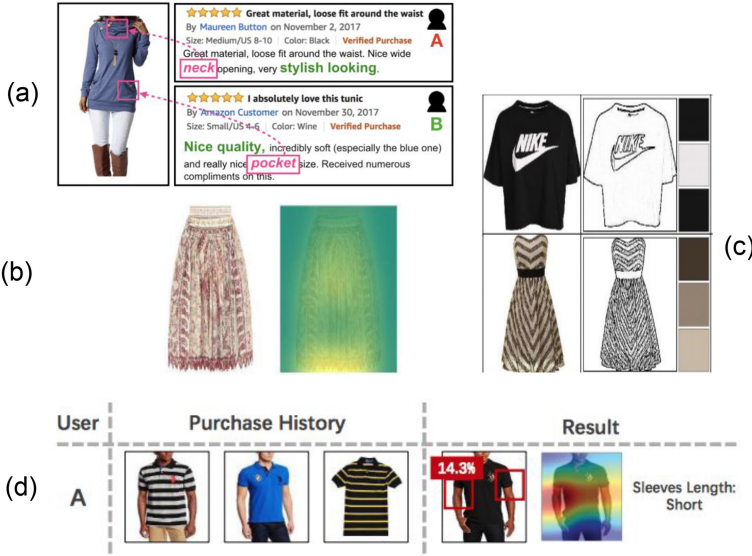 (a)
Great material, loose fit around the waist
By Maureen Button on November 2, 2017
Size: Medium/US 8-10 | Color: Black | Verified Purchase
Great material, loose fit around the waist. Nice wide
neck opening, very stylish looking.
A
I absolutely love this tunic
By Amazon Customer on November 30, 2017
Size: Small/US 4-6 | Color: Wine | Verified Purchase
Nice quality, incredibly soft (especially the blue one)
and really nice pocket size. Received numerous
compliments on this.
B
(b)
NIKE
NIKE
(c)
User
Purchase History
Result
(d)
A
14.3%
Sleeves Length:
Short